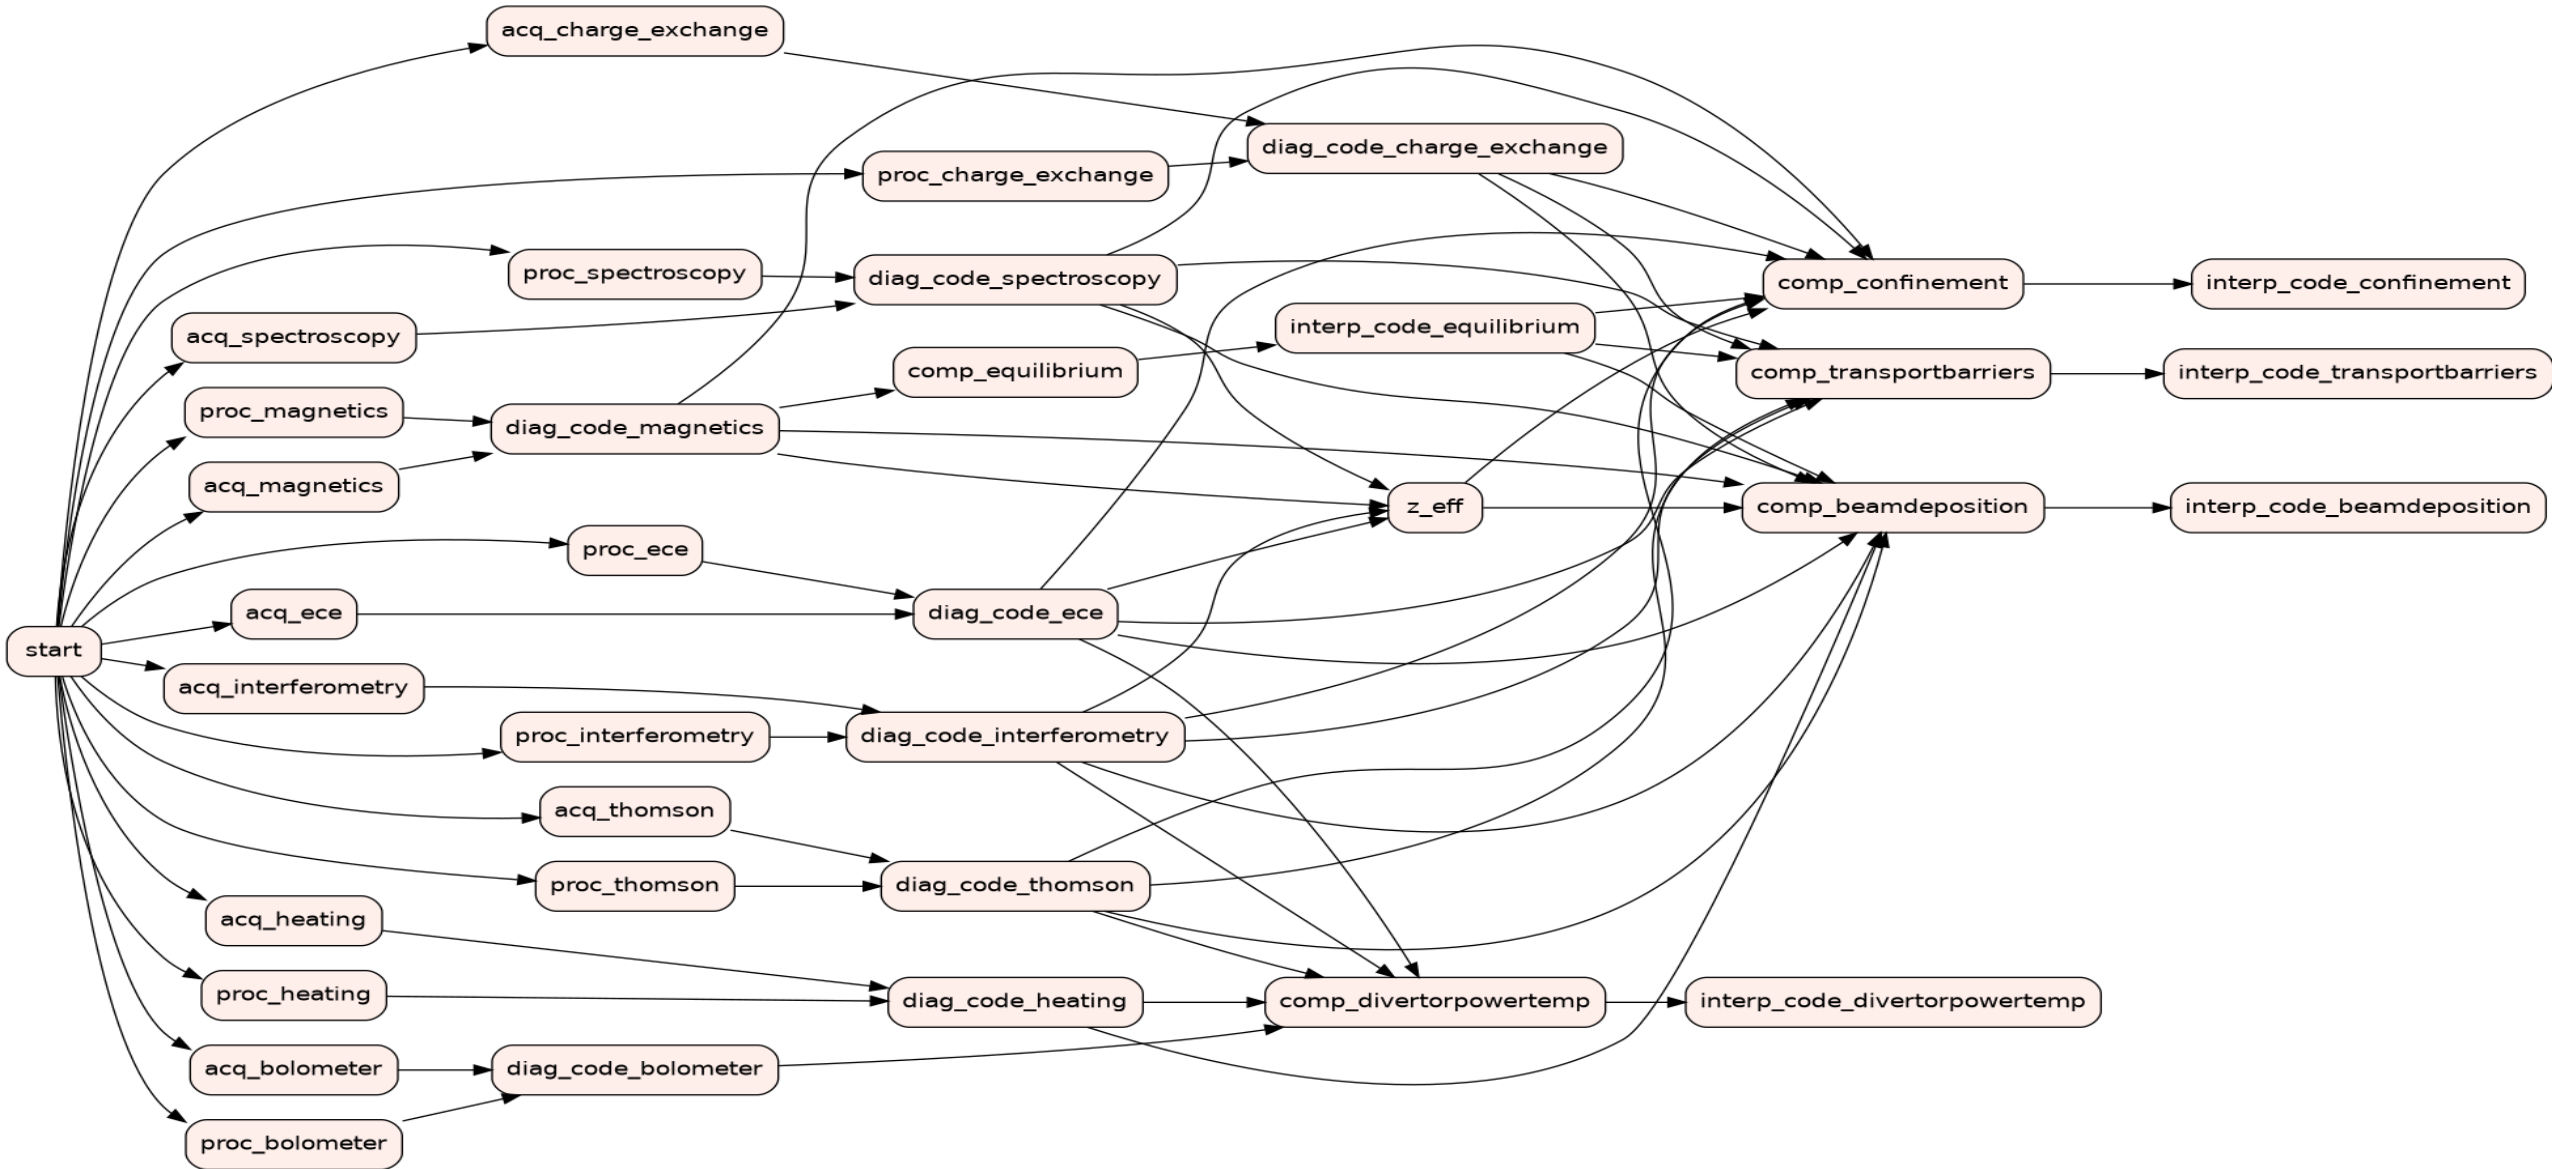 acq_charge_exchange
diag_code_charge_exchange
proc_charge_exchange
proc_spectroscopy
diag_code_spectroscopy
comp_confinement
interp_code_confinement
acq_spectroscopy
interp_code_equilibrium
comp_equilibrium
comp_transportbarriers
interp_code_transportbarriers
proc_magnetics
diag_code_magnetics
acq_magnetics
z_eff
comp_beamdeposition
interp_code_beamdeposition
proc_ece
acq_ece
diag_code_ece
start
acq_interferometry
proc_interferometry
diag_code_interferometry
acq_thomson
proc_thomson
diag_code_thomson
acq_heating
proc_heating
diag_code_heating
comp_divertorpowertemp
interp_code_divertorpowertemp
acq_bolometer
diag_code_bolometer
proc_bolometer